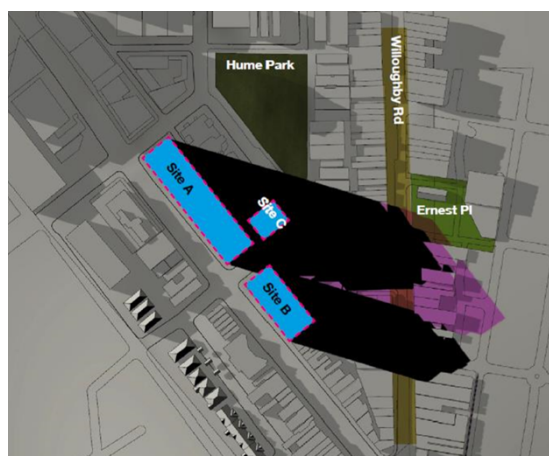 Hume Park
Willoughby Rd
Site A
Site C
Ernest Pl
Site B